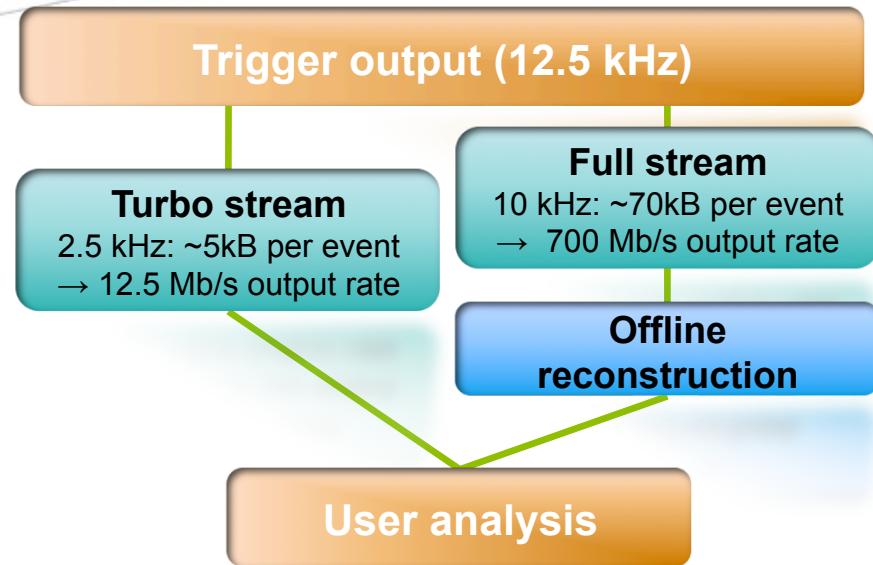 Trigger output (12.5 kHz)
Turbo stream
2.5 kHz: ~5kB per event
→ 12.5 Mb/s output rate
Full stream
10 kHz: ~70kB per event
→ 700 Mb/s output rate
Offline
reconstruction
User analysis